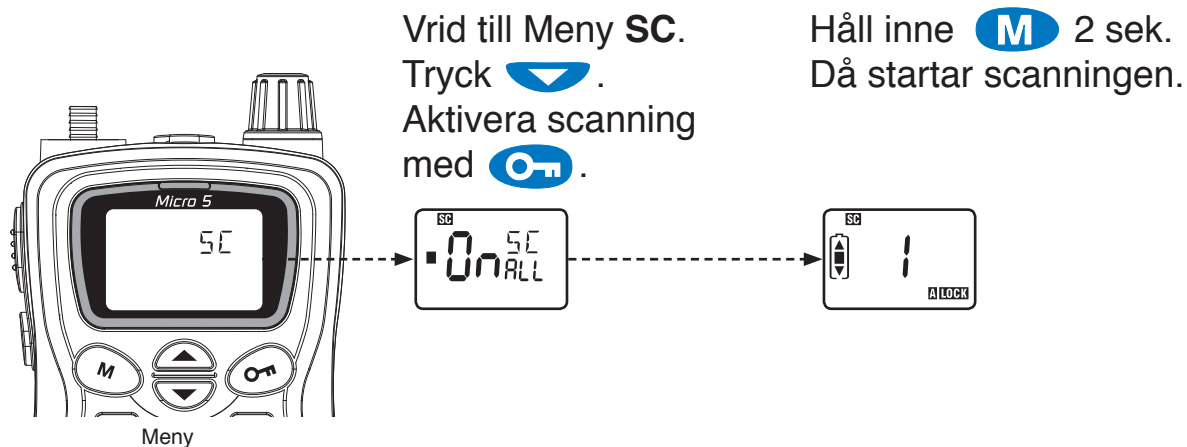 Vrid till Meny SC.
Tryck .
Aktivera scanning
med .
Håll inne M 2 sek.
Då startar scanningen.
Micro 5
SC
M
Meny
SC
On SC
ALL
SC
1
A LOCK